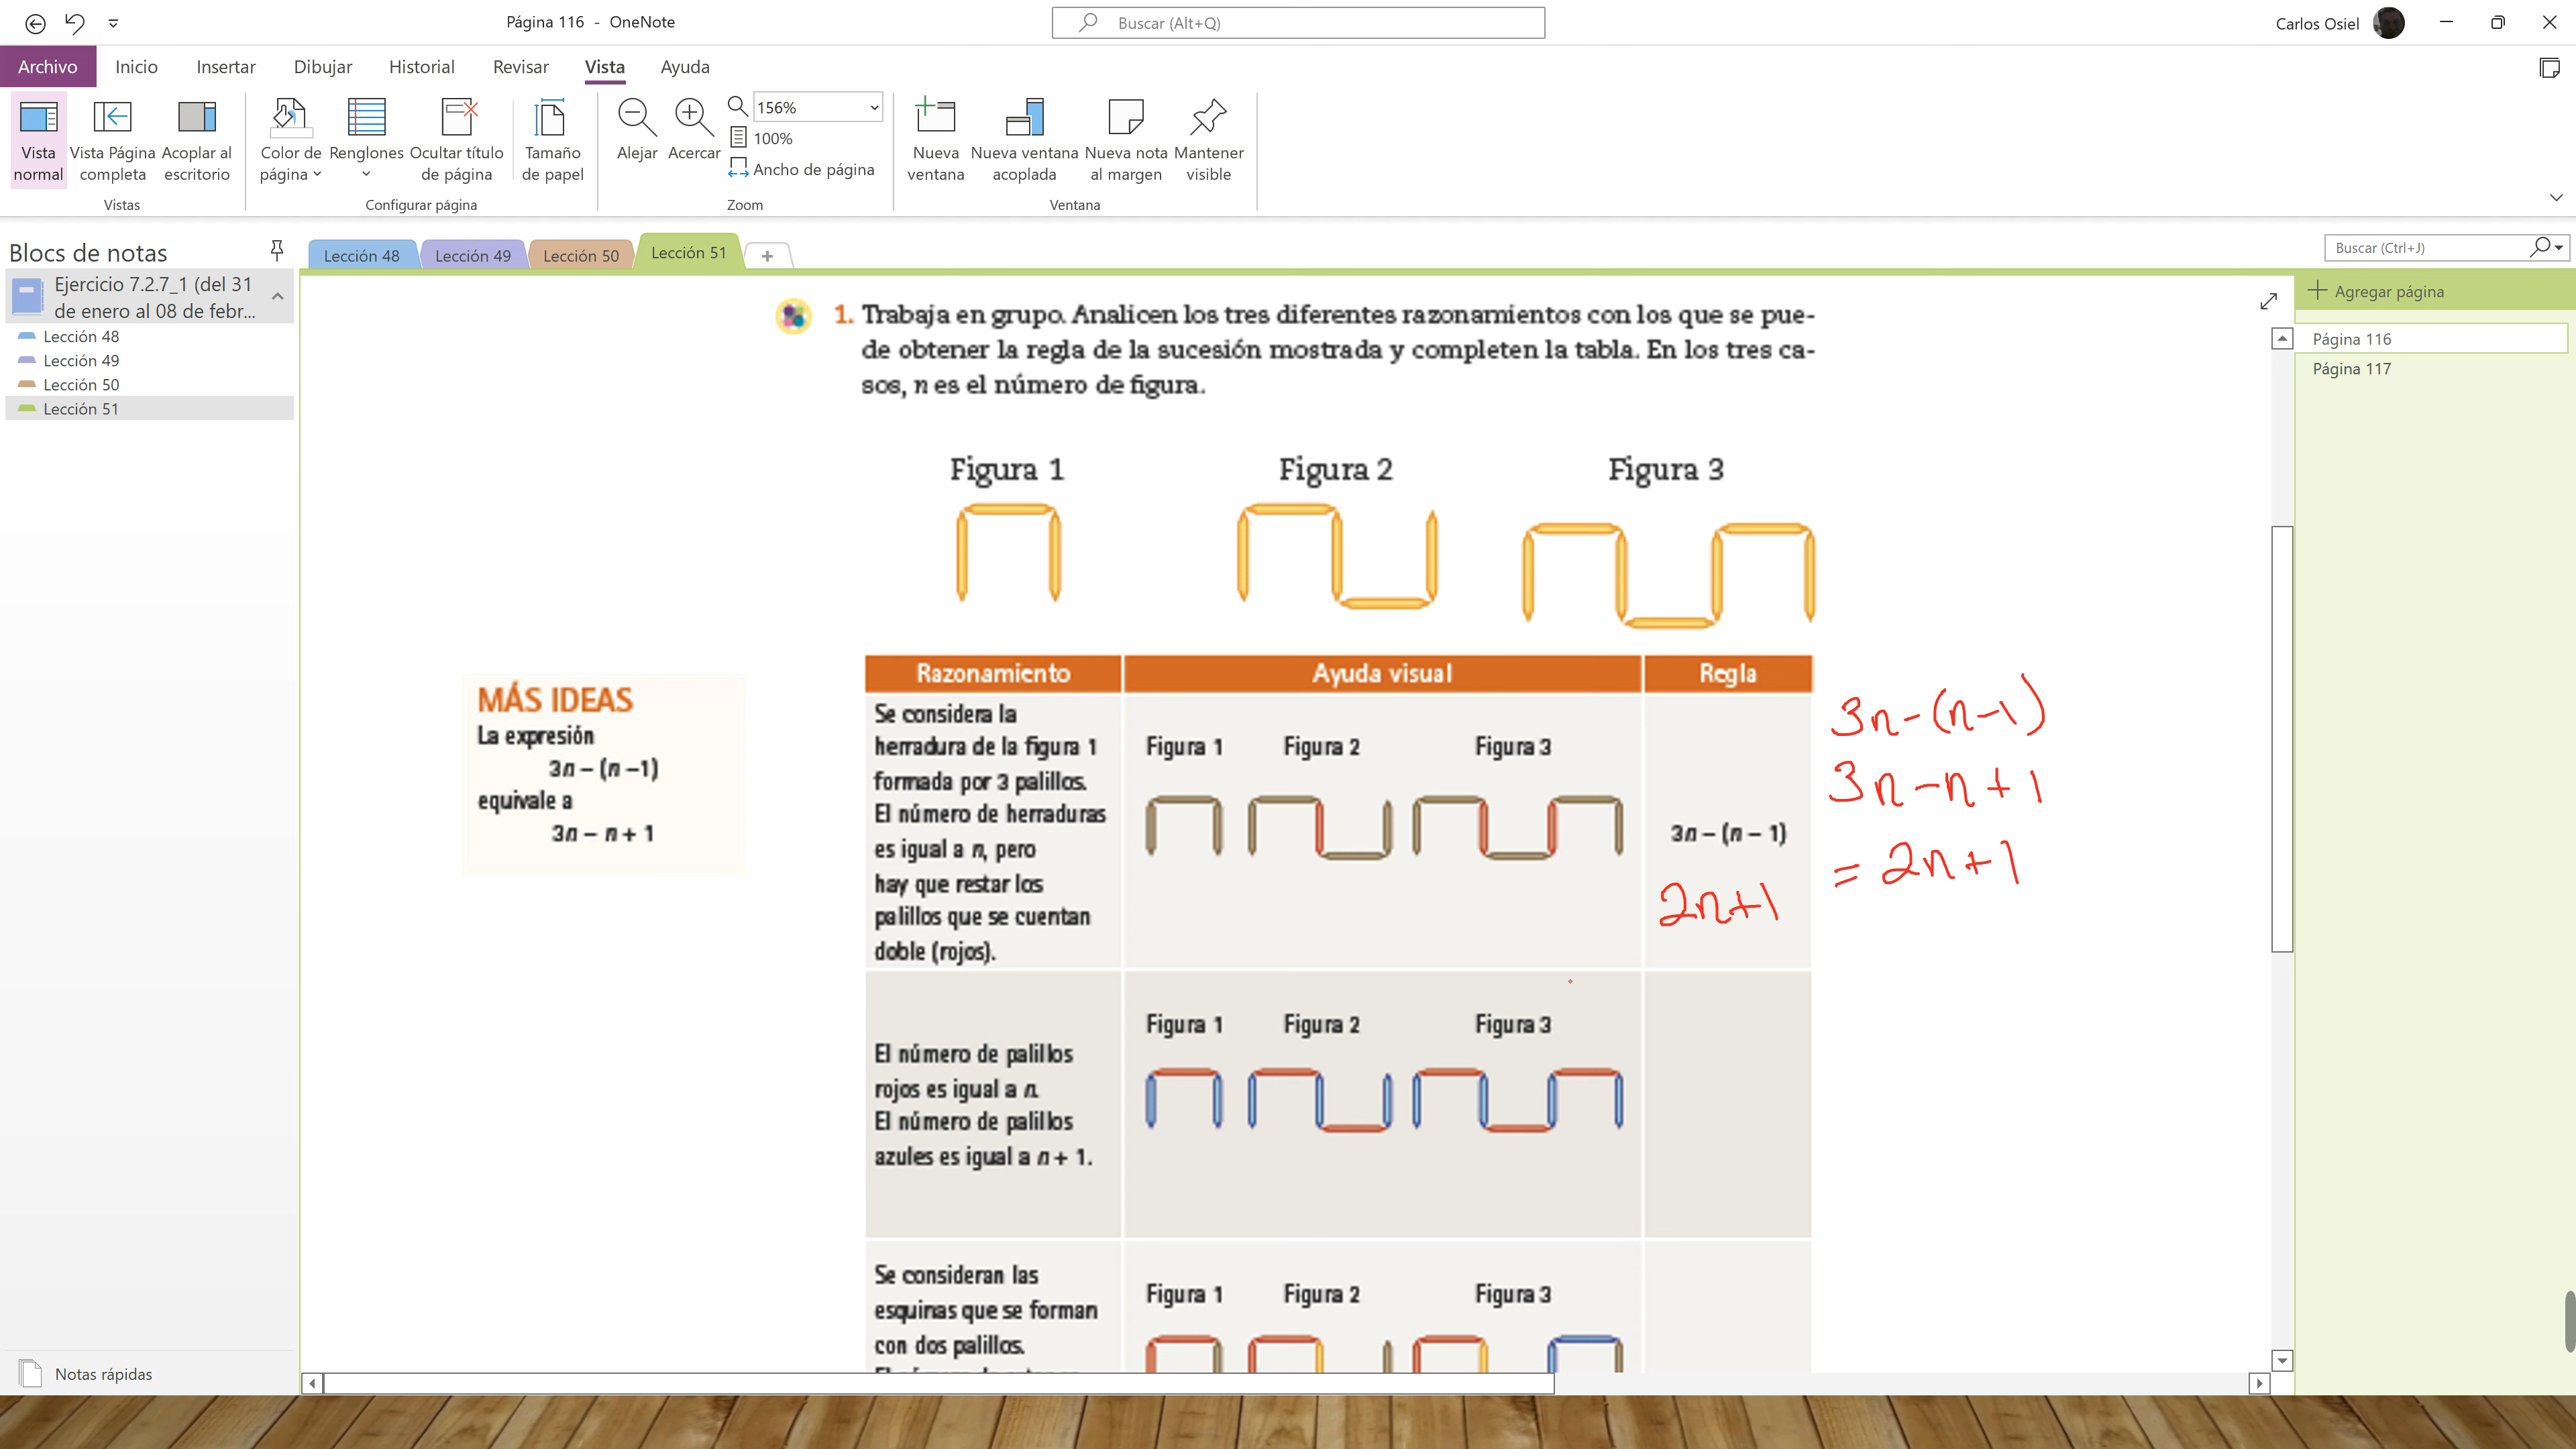 Página 116 - OneNote
Buscar (Alt+Q)
Carlos Osiel
Archivo Inicio Insertar Dibujar Historial Revisar Vista Ayuda
Vista normal
Vista Página completa
Acoplar al escritorio
Color de página
Renglones
Ocultar título de página
Tamaño de papel
Alejar
Acercar
156%
100%
Ancho de página
Nueva ventana
Nueva ventana acoplada
Nueva nota al margen
Mantener visible
Vistas
Configurar página
Zoom
Ventana
Blocs de notas
Ejercicio 7.2.7_1 (del 31
de enero al 08 de febr...
Lección 48
Lección 49
Lección 50
Lección 51
Notas rápidas
Lección 48 Lección 49 Lección 50 Lección 51
Buscar (Ctrl+J)
Agregar página
Página 116
Página 117
1. Trabaja en grupo. Analicen los tres diferentes razonamientos con los que se pue-
de obtener la regla de la sucesión mostrada y completen la tabla. En los tres ca-
sos, n es el número de figura.
Figura 1 Figura 2 Figura 3
MÁS IDEAS
La expresión
3n – (n –1)
equivale a
3n – n + 1
Razonamiento Ayuda visual Regla
Se considera la
herradura de la figura 1
formada por 3 palillos.
El número de herraduras
es igual a n, pero
hay que restar los
palillos que se cuentan
doble (rojos).
Figura 1 Figura 2 Figura 3
3n – (n – 1)
2n+1
3n-(n-1)
3n-n+1
= 2n+1
El número de palillos
rojos es igual a n.
El número de palillos
azules es igual a n + 1.
Figura 1 Figura 2 Figura 3
Se consideran las
esquinas que se forman
con dos palillos.
Figura 1 Figura 2 Figura 3